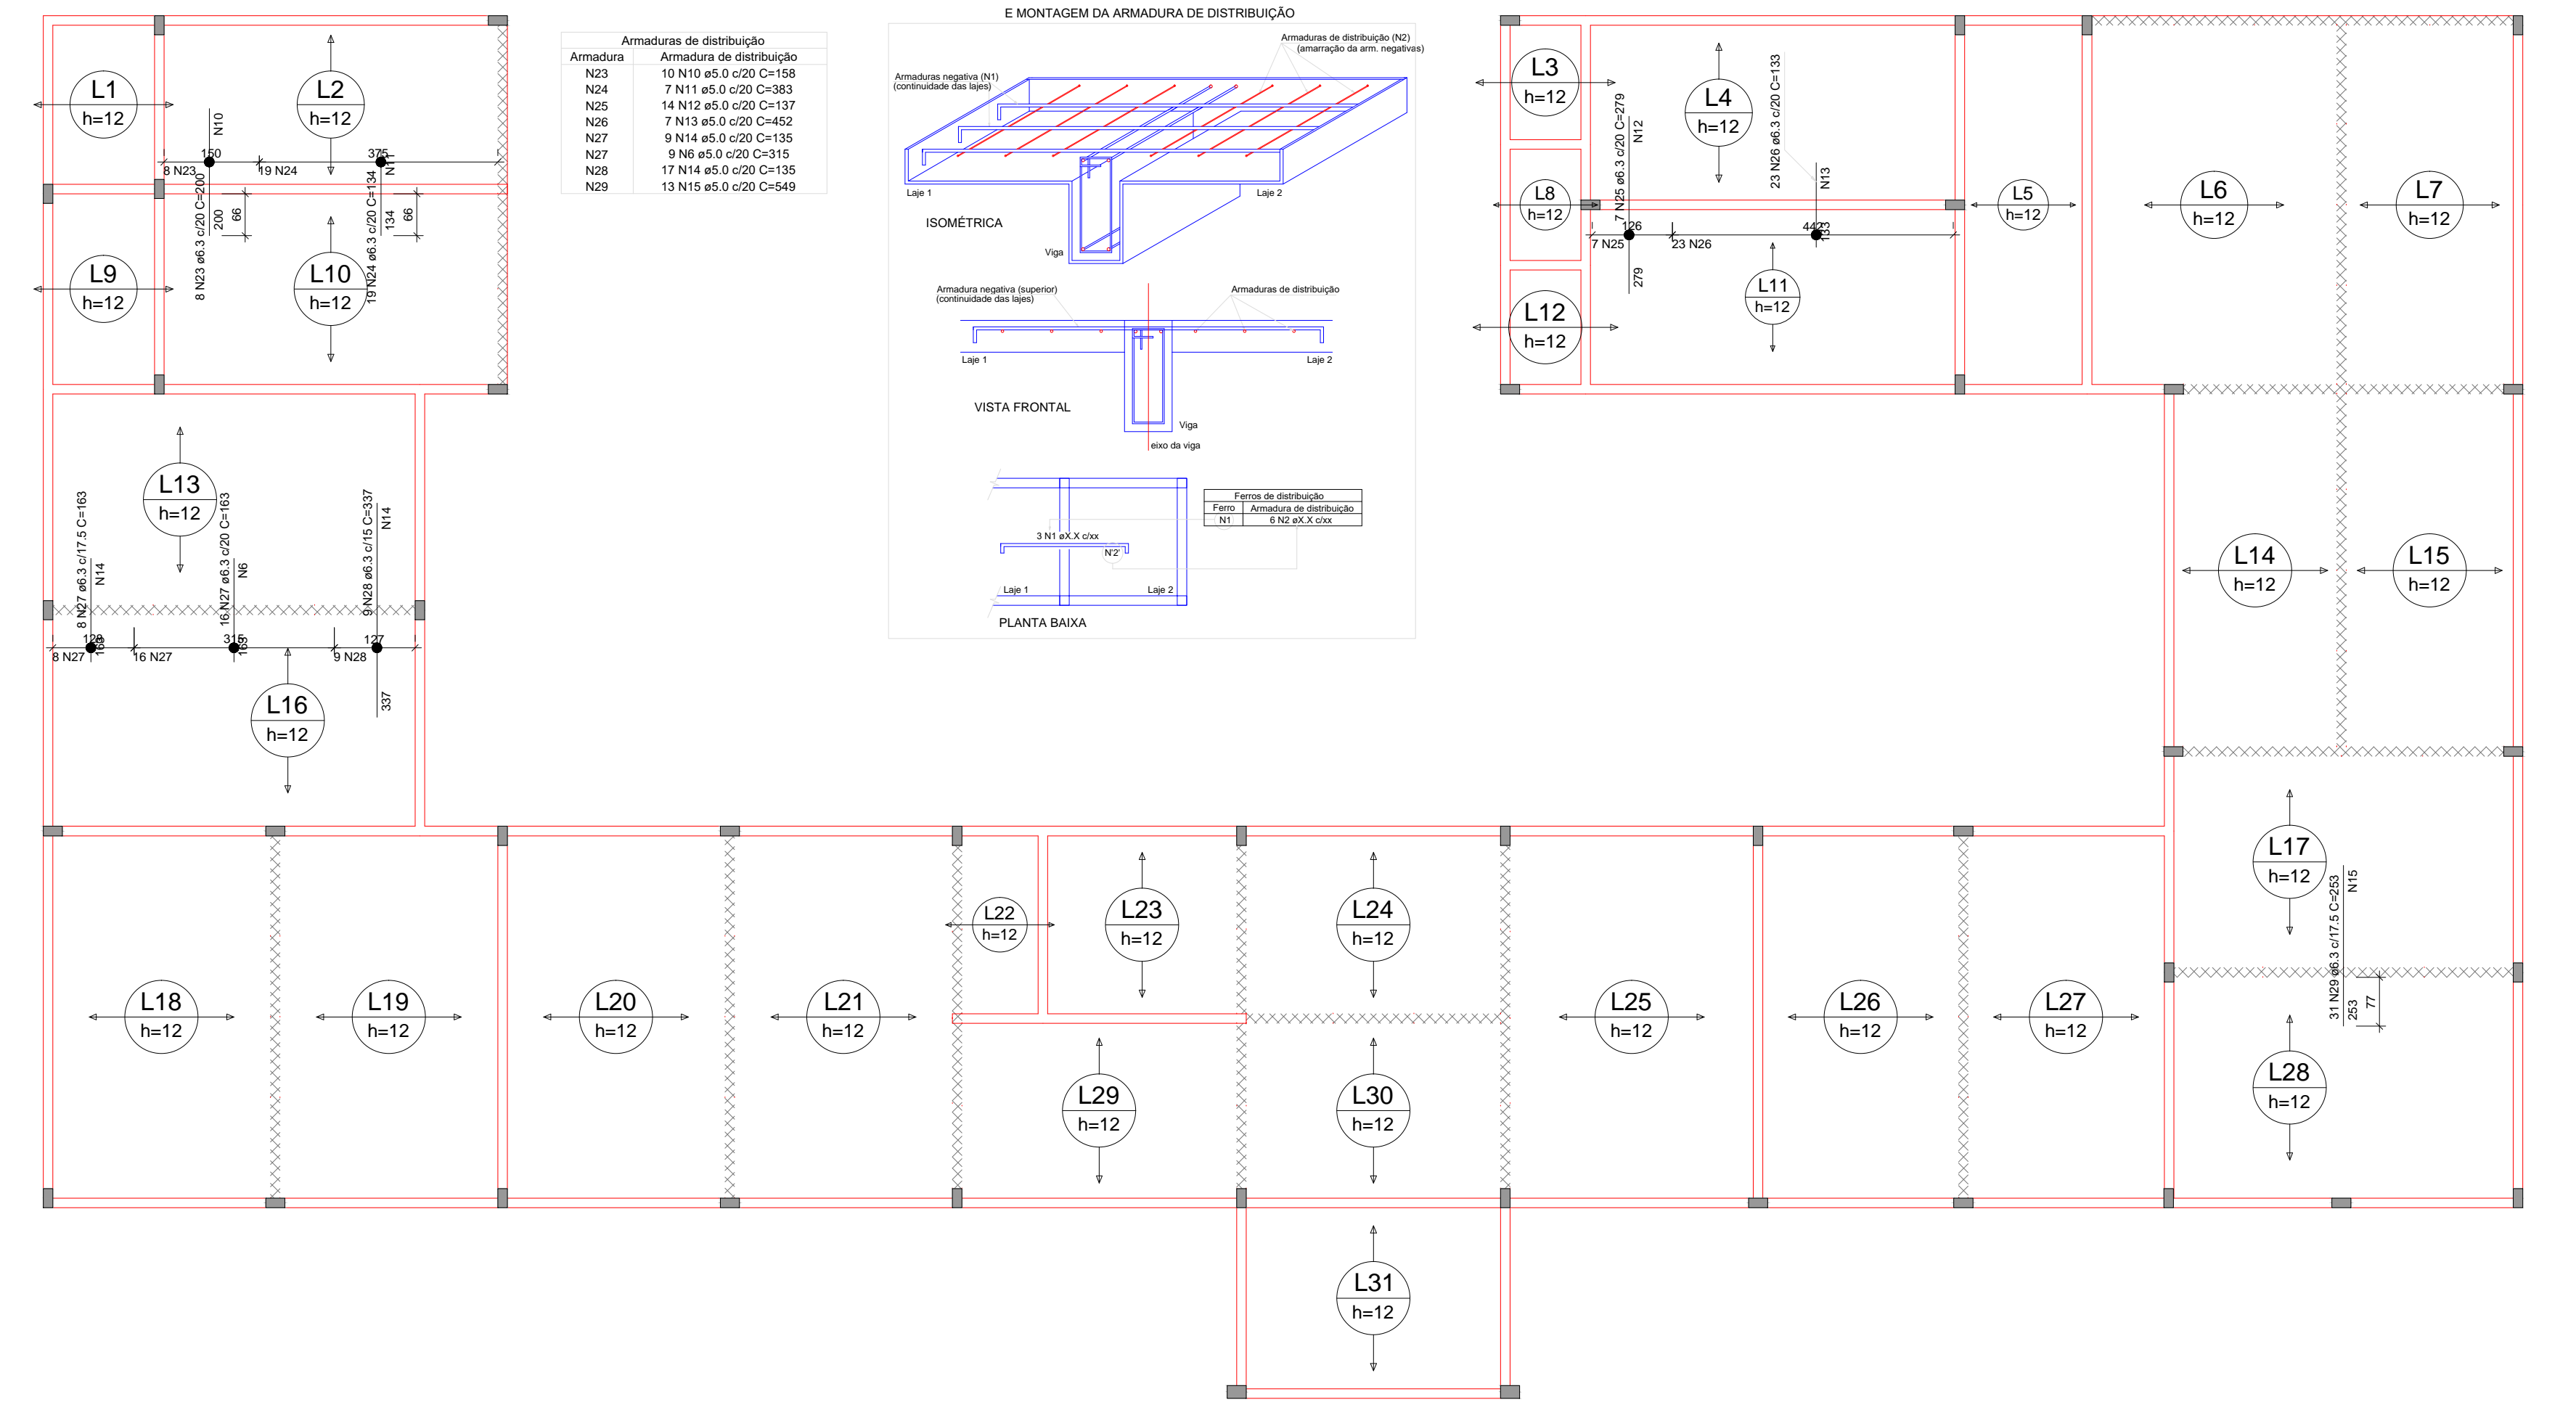 E MONTAGEM DA ARMADURA DE DISTRIBUIÇÃO
Armaduras de distribuição
Armadura Armadura de distribuição
N23 10 N10 ø5.0 c/20 C=158
N24 7 N11 ø5.0 c/20 C=383
N25 14 N12 ø5.0 c/20 C=137
N26 7 N13 ø5.0 c/20 C=452
N27 9 N14 ø5.0 c/20 C=135
N27 9 N6 ø5.0 c/20 C=315
N28 17 N14 ø5.0 c/20 C=135
N29 13 N15 ø5.0 c/20 C=549
Armaduras de distribuição (N2)
(amarração da arm. negativas)
Armaduras negativa (N1)
(continuidade das lajes)
Laje 1
Laje 2
ISOMÉTRICA
Viga
Armadura negativa (superior)
(continuidade das lajes)
Armaduras de distribuição
Laje 1
Laje 2
VISTA FRONTAL
Viga
eixo da viga
Ferros de distribuição
Ferro Armadura de distribuição
N1 6 N2 øX.X c/xx
3 N1 øX.X c/xx
N'2'
Laje 1
Laje 2
PLANTA BAIXA
L1
h=12
L2
h=12
N10
150
375
N11
8 N23
19 N24
8 N23 ø6.3 c/20 C=200
200
66
19 N24 ø6.3 c/20 C=134
134
66
L9
h=12
L10
h=12
L3
h=12
L4
h=12
7 N25 ø6.3 c/20 C=279
N12
23 N26 ø6.3 c/20 C=133
N13
L8
h=12
L5
h=12
L6
h=12
L7
h=12
126
442
133
7 N25
23 N26
279
L11
h=12
L12
h=12
L13
h=12
8 N27 ø6.3 c/17.5 C=163
N14
16 N27 ø6.3 c/20 C=163
N6
9 N28 ø6.3 c/15 C=337
N14
128
163
315
163
127
8 N27
16 N27
9 N28
337
L16
h=12
L14
h=12
L15
h=12
L17
h=12
31 N29 ø6.3 c/17.5 C=253
N15
253
77
L28
h=12
L18
h=12
L19
h=12
L20
h=12
L21
h=12
L22
h=12
L23
h=12
L24
h=12
L25
h=12
L26
h=12
L27
h=12
L29
h=12
L30
h=12
L31
h=12